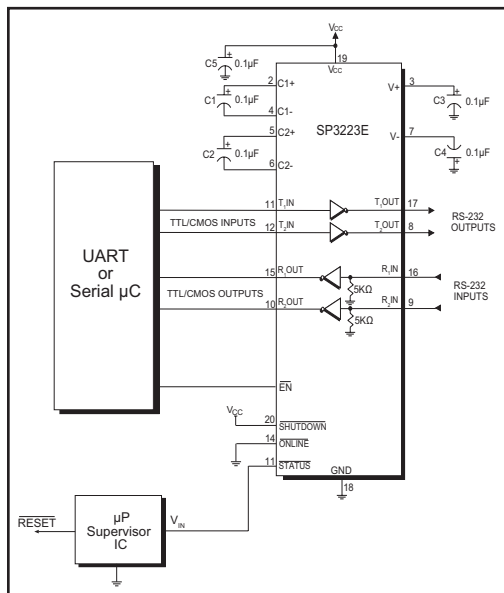 VCC
C5
+
0.1µF
19
VCC
2
C1+
C1
+
0.1µF
4
C1-
5
C2+
C2
+
0.1µF
6
C2-
SP3223E
V+
3
C3
+
0.1µF
V-
7
C4
0.1µF
+
UART
or
Serial µC
TTL/CMOS INPUTS
11
T1IN
T1OUT
17
12
T2IN
T2OUT
8
RS-232
OUTPUTS
TTL/CMOS OUTPUTS
15
R1OUT
R1IN
16
5KΩ
10
R2OUT
R2IN
9
5KΩ
RS-232
INPUTS
EN
VCC
20
SHUTDOWN
14
ONLINE
11
STATUS
GND
18
RESET
µP
Supervisor
IC
VIN